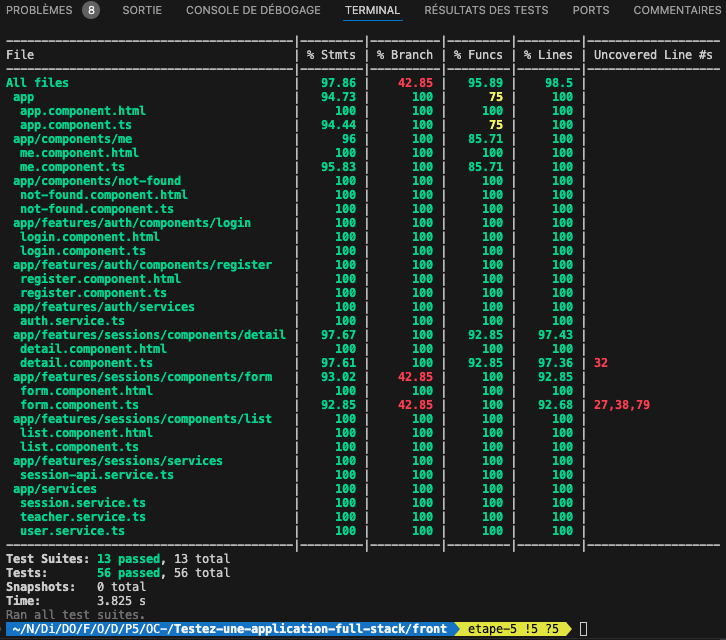 PROBLÈMES 8 SORTIE CONSOLE DE DÉBOGAGE TERMINAL RÉSULTATS DES TESTS PORTS COMMENTAIRES
File | % Stmts | % Branch | % Funcs | % Lines | Uncovered Line #s
All files | 97.86 | 42.85 | 95.89 | 98.5 |
app | 94.73 | 100 | 75 | 100 |
app.component.html | 100 | 100 | 100 | 100 |
app.component.ts | 94.44 | 100 | 75 | 100 |
app/components/me | 96 | 100 | 85.71 | 100 |
me.component.html | 100 | 100 | 100 | 100 |
me.component.ts | 95.83 | 100 | 85.71 | 100 |
app/components/not-found | 100 | 100 | 100 | 100 |
not-found.component.html | 100 | 100 | 100 | 100 |
not-found.component.ts | 100 | 100 | 100 | 100 |
app/features/auth/components/login | 100 | 100 | 100 | 100 |
login.component.html | 100 | 100 | 100 | 100 |
login.component.ts | 100 | 100 | 100 | 100 |
app/features/auth/components/register | 100 | 100 | 100 | 100 |
register.component.html | 100 | 100 | 100 | 100 |
register.component.ts | 100 | 100 | 100 | 100 |
app/features/auth/services | 100 | 100 | 100 | 100 |
auth.service.ts | 100 | 100 | 100 | 100 |
app/features/sessions/components/detail | 97.67 | 100 | 92.85 | 97.43 |
detail.component.html | 100 | 100 | 100 | 100 |
detail.component.ts | 97.61 | 100 | 92.85 | 97.36 | 32
app/features/sessions/components/form | 93.02 | 42.85 | 100 | 92.85 |
form.component.html | 100 | 100 | 100 | 100 |
form.component.ts | 92.85 | 42.85 | 100 | 92.68 | 27,38,79
app/features/sessions/components/list | 100 | 100 | 100 | 100 |
list.component.html | 100 | 100 | 100 | 100 |
list.component.ts | 100 | 100 | 100 | 100 |
app/features/sessions/services | 100 | 100 | 100 | 100 |
session-api.service.ts | 100 | 100 | 100 | 100 |
app/services | 100 | 100 | 100 | 100 |
session.service.ts | 100 | 100 | 100 | 100 |
teacher.service.ts | 100 | 100 | 100 | 100 |
user.service.ts | 100 | 100 | 100 | 100 |
Test Suites: 13 passed, 13 total
Tests: 56 passed, 56 total
Snapshots: 0 total
Time: 3.825 s
Ran all test suites.
~/N/Di/DO/F/O/D/P5/OC-/Testez-une-application-full-stack/front etape-5 !5 ?5